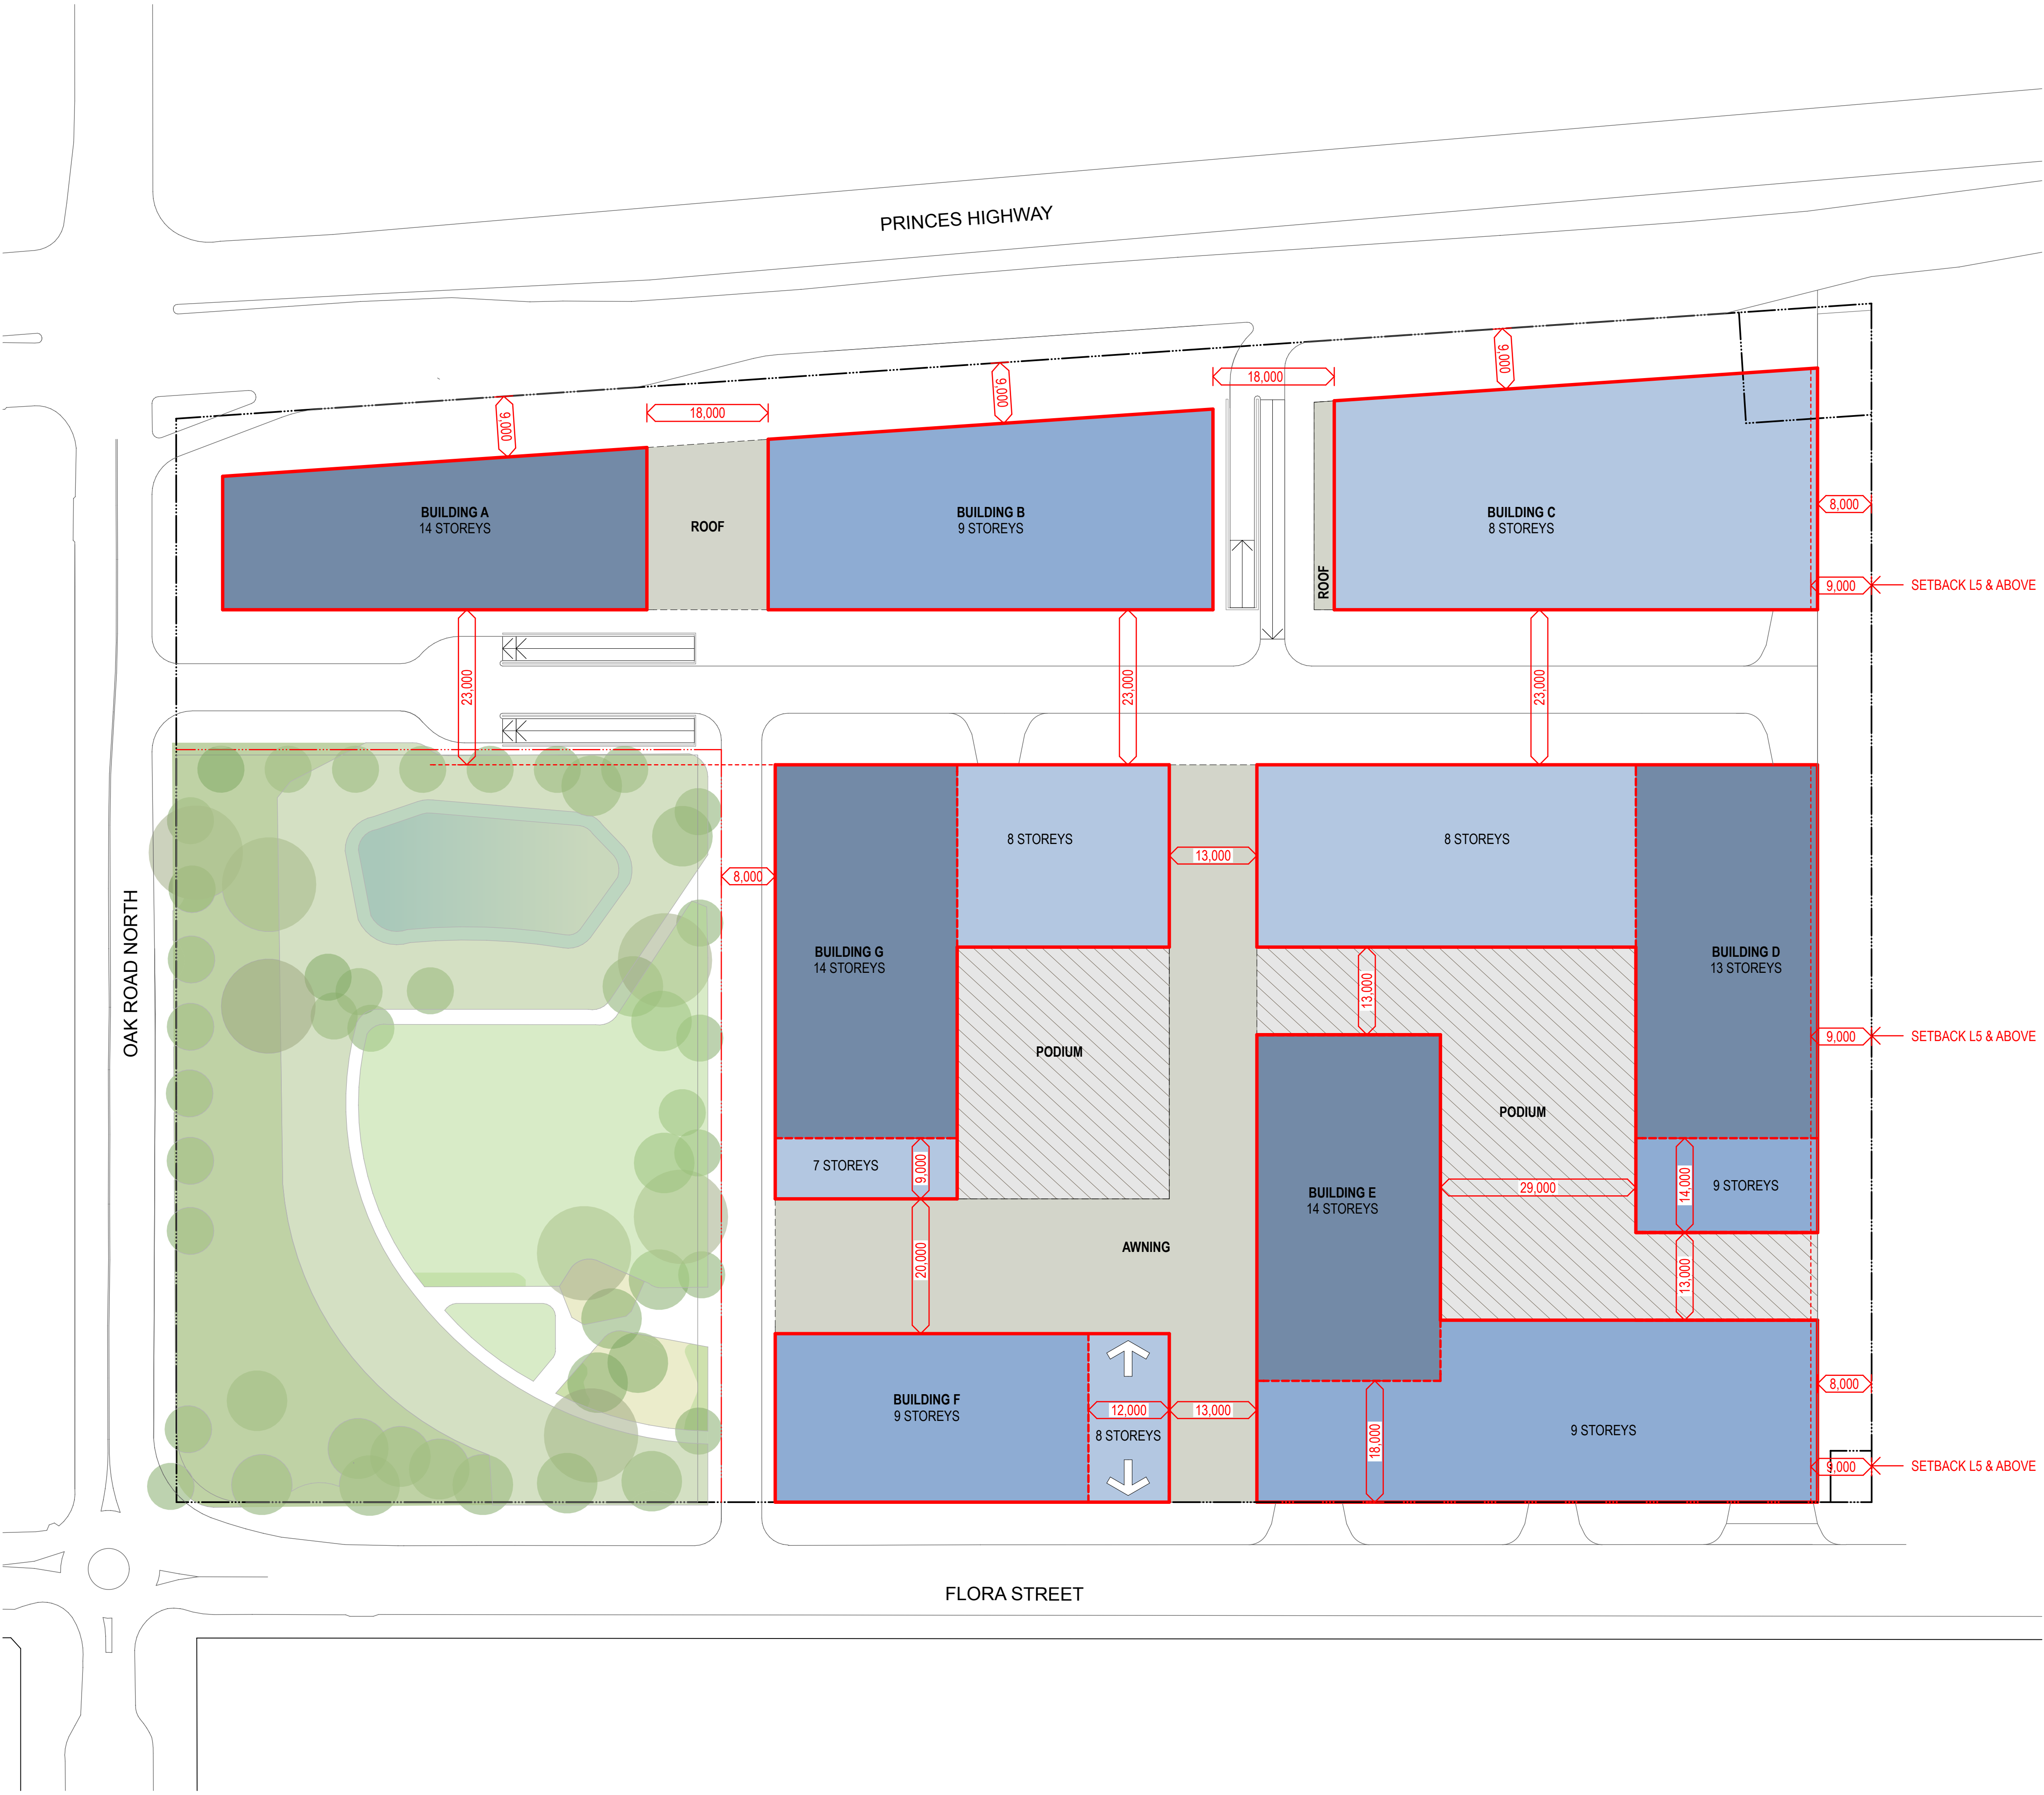 PRINCES HIGHWAY
9,000
18,000
9,000
18,000
9,000
BUILDING A
14 STOREYS
ROOF
BUILDING B
9 STOREYS
ROOF
BUILDING C
8 STOREYS
8,000
9,000
SETBACK L5 & ABOVE
23,000
23,000
23,000
OAK ROAD NORTH
8,000
BUILDING G
14 STOREYS
8 STOREYS
13,000
8 STOREYS
BUILDING D
13 STOREYS
13,000
PODIUM
PODIUM
9,000
SETBACK L5 & ABOVE
7 STOREYS
9,000
BUILDING E
14 STOREYS
29,000
14,000
9 STOREYS
20,000
AWNING
13,000
BUILDING F
9 STOREYS
12,000
8 STOREYS
13,000
18,000
9 STOREYS
8,000
9,000
SETBACK L5 & ABOVE
FLORA STREET